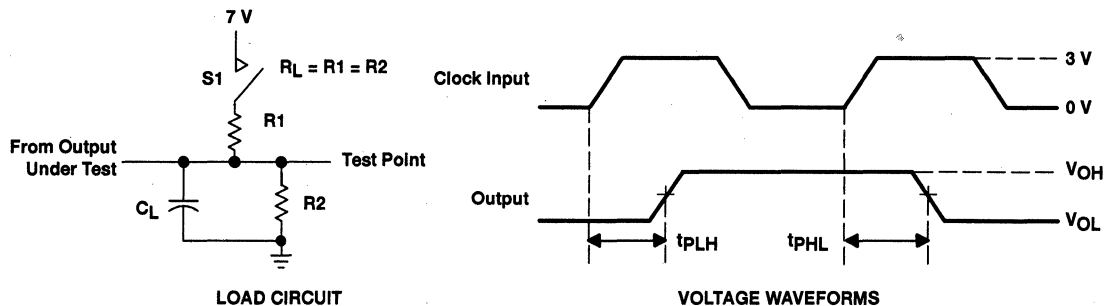 7 V
S1
RL = R1 = R2
R1
From Output
Under Test
Test Point
CL
R2
LOAD CIRCUIT
Clock Input
3 V
0 V
Output
VOH
VOL
tPLH
tPHL
VOLTAGE WAVEFORMS